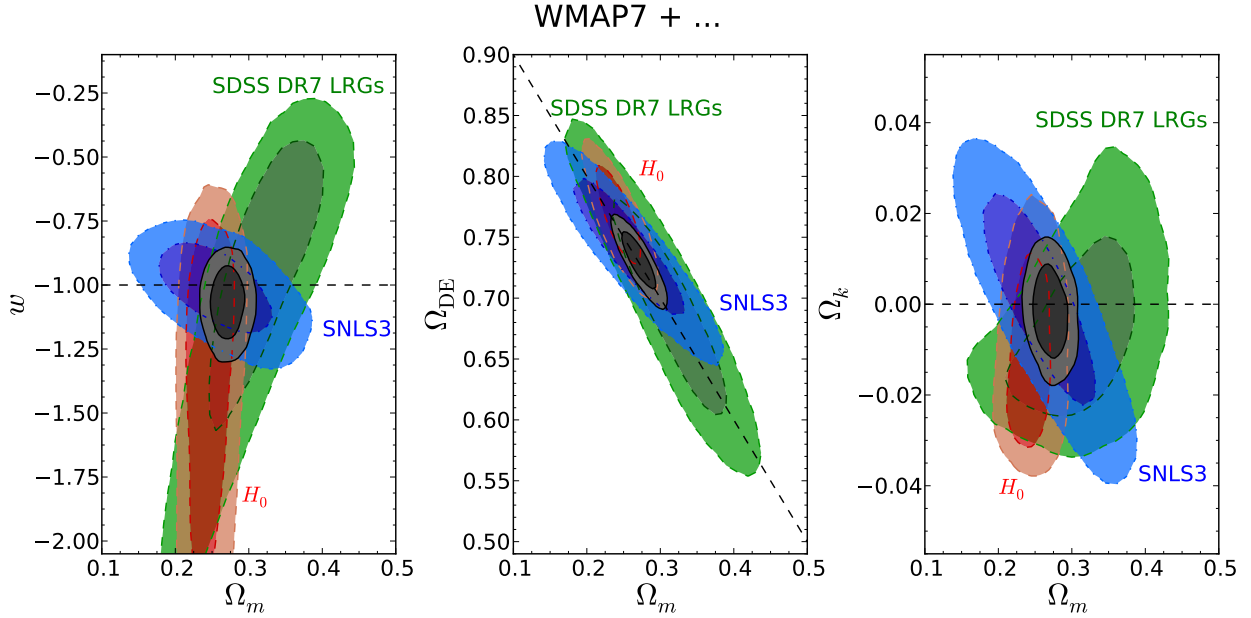 WMAP7 + ...
SDSS DR7 LRGs
H₀
SNLS3
w
−0.25
−0.50
−0.75
−1.00
−1.25
−1.50
−1.75
−2.00
0.1 0.2 0.3 0.4 0.5
Ωₘ
SDSS DR7 LRGs
H₀
SNLS3
Ω_DE
0.90
0.85
0.80
0.75
0.70
0.65
0.60
0.55
0.50
0.1 0.2 0.3 0.4 0.5
Ωₘ
SDSS DR7 LRGs
H₀
SNLS3
Ωₖ
0.04
0.02
0.00
−0.02
−0.04
0.1 0.2 0.3 0.4 0.5
Ωₘ